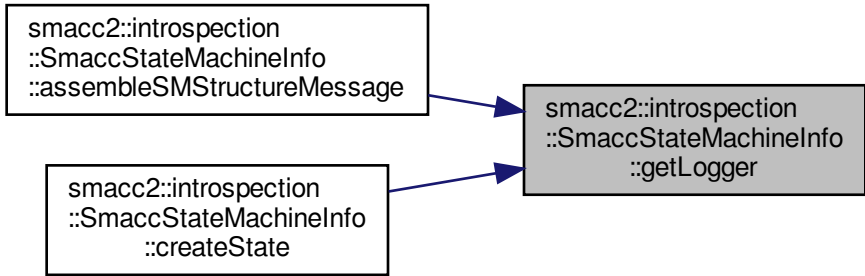 smacc2::introspection
::SmaccStateMachineInfo
::assembleSMStructureMessage
smacc2::introspection
::SmaccStateMachineInfo
::getLogger
smacc2::introspection
::SmaccStateMachineInfo
::createState